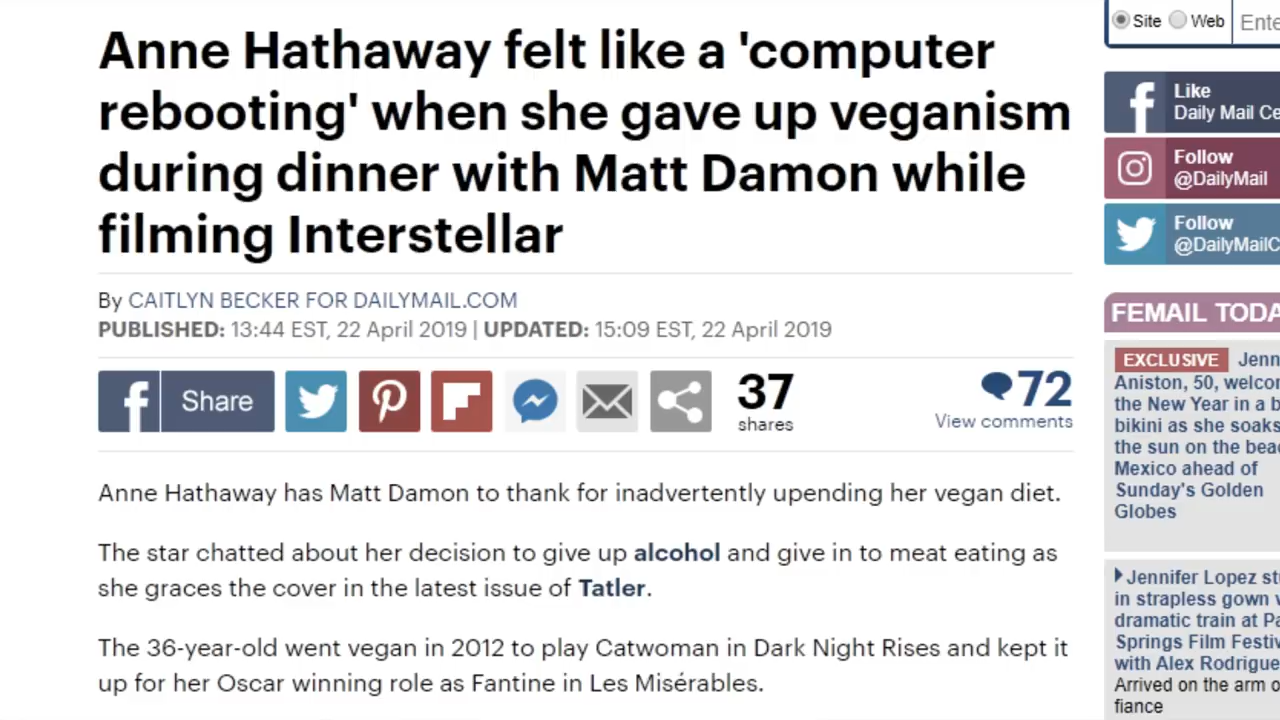 Anne Hathaway felt like a 'computer
rebooting' when she gave up veganism
during dinner with Matt Damon while
filming Interstellar
By CAITLYN BECKER FOR DAILYMAIL.COM
PUBLISHED: 13:44 EST, 22 April 2019 | UPDATED: 15:09 EST, 22 April 2019
Share
37
shares
72
View comments
Anne Hathaway has Matt Damon to thank for inadvertently upending her vegan diet.
The star chatted about her decision to give up alcohol and give in to meat eating as
she graces the cover in the latest issue of Tatler.
The 36-year-old went vegan in 2012 to play Catwoman in Dark Night Rises and kept it
up for her Oscar winning role as Fantine in Les Misérables.
Site Web
Like
Daily Mail
Follow
@DailyMail
Follow
FEMAIL
EXCLUSIVE
Aniston, 50,
the New Year in a
bikini as she soaks
the sun on the
Mexico ahead of
Sunday's Golden
Globes
Jennifer Lopez
in strapless gown
dramatic train at
Springs Film
with Alex
Arrived on the arm
fiance